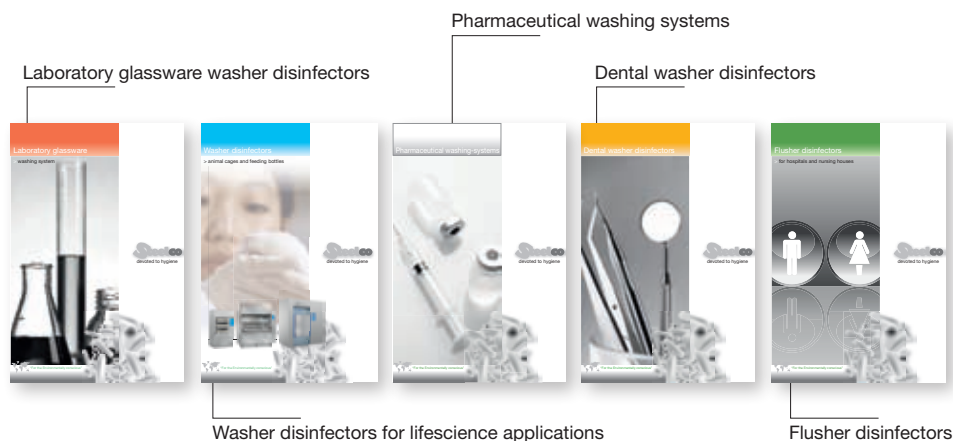 Pharmaceutical washing systems
Laboratory glassware washer disinfectors
Dental washer disinfectors
Laboratory glassware
washing system
Washer disinfectors
> animal cages and feeding bottles
Pharmaceutical washing systems
Dental washer disinfectors
Flusher disinfectors
for hospitals and nursing houses
devoted to hygiene
devoted to hygiene
devoted to hygiene
devoted to hygiene
devoted to hygiene
Washer disinfectors for lifescience applications
Flusher disinfectors